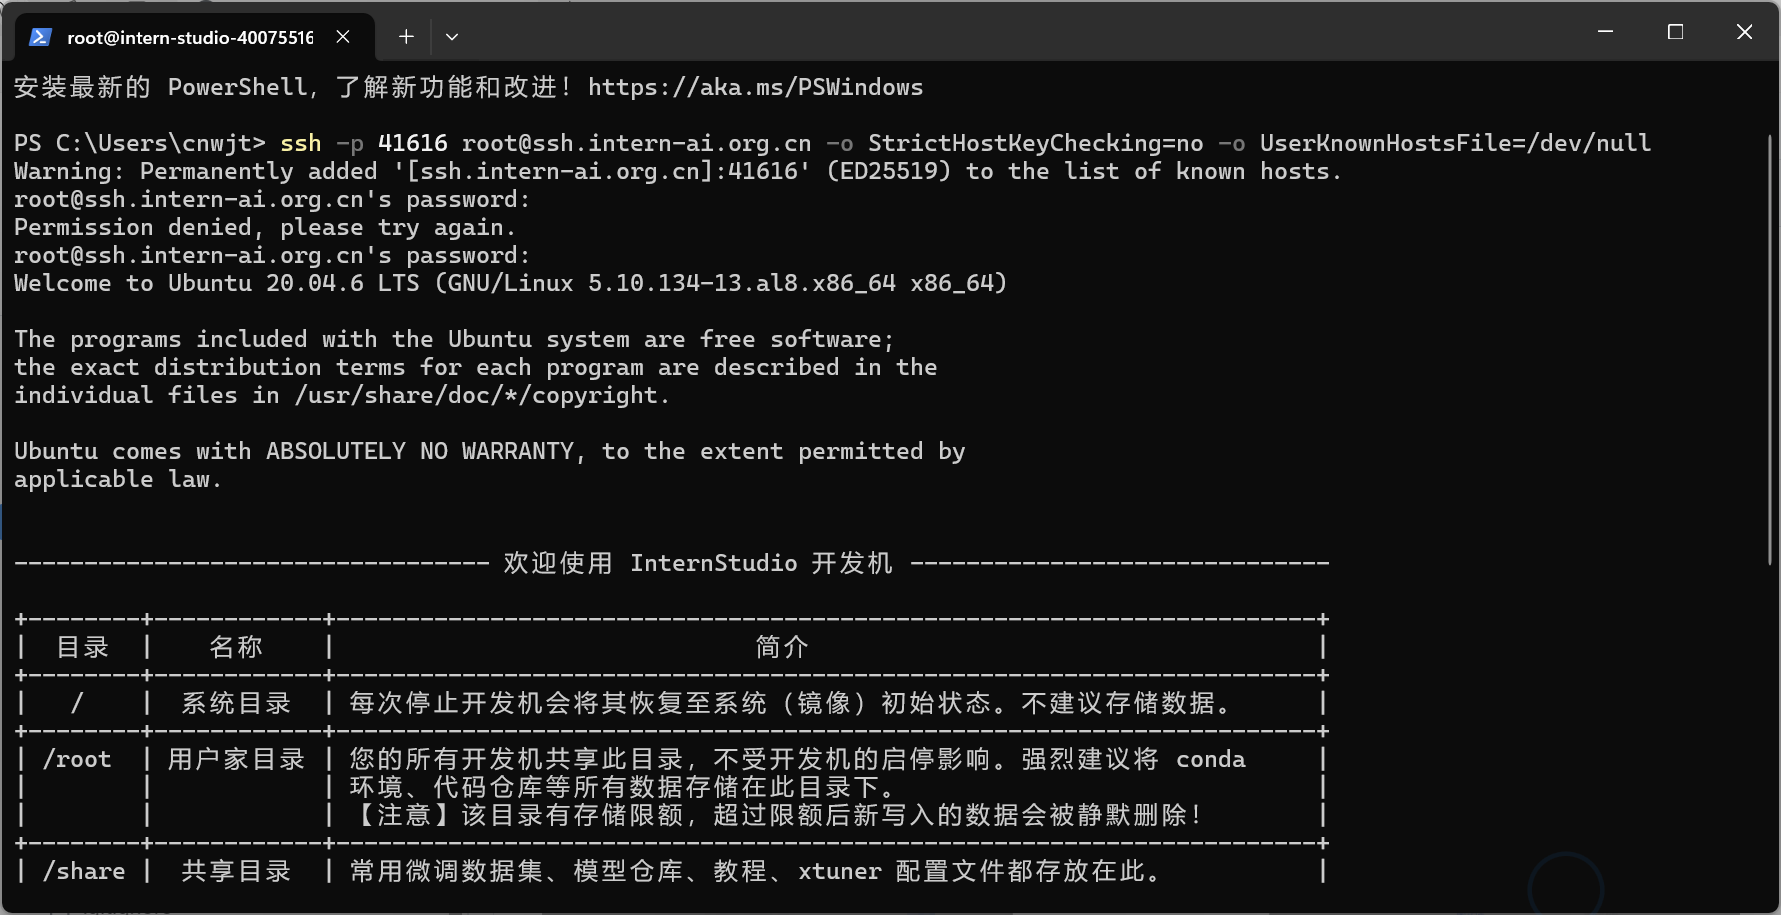 root@intern-studio-40075516
安装最新的 PowerShell，了解新功能和改进！https://aka.ms/PSWindows
PS C:\Users\cnwjt> ssh -p 41616 root@ssh.intern-ai.org.cn -o StrictHostKeyChecking=no -o UserKnownHostsFile=/dev/null
Warning: Permanently added '[ssh.intern-ai.org.cn]:41616' (ED25519) to the list of known hosts.
root@ssh.intern-ai.org.cn's password:
Permission denied, please try again.
root@ssh.intern-ai.org.cn's password:
Welcome to Ubuntu 20.04.6 LTS (GNU/Linux 5.10.134-13.al8.x86_64 x86_64)
The programs included with the Ubuntu system are free software;
the exact distribution terms for each program are described in the
individual files in /usr/share/doc/*/copyright.
Ubuntu comes with ABSOLUTELY NO WARRANTY, to the extent permitted by
applicable law.
---------------------------------- 欢迎使用 InternStudio 开发机 ------------------------------
+--------+------------+----------------------------------------------------------------------+
| 目录 | 名称 | 简介 |
+--------+------------+----------------------------------------------------------------------+
| / | 系统目录 | 每次停止开发机会将其恢复至系统（镜像）初始状态。不建议存储数据。 |
+--------+------------+----------------------------------------------------------------------+
| /root | 用户家目录 | 您的所有开发机共享此目录，不受开发机的启停影响。强烈建议将 conda |
| | | 环境、代码仓库等所有数据存储在此目录下。 |
| | | 【注意】该目录有存储限额，超过限额后新写入的数据会被静默删除！ |
+--------+------------+----------------------------------------------------------------------+
| /share | 共享目录 | 常用微调数据集、模型仓库、教程、xtuner 配置文件都存放在此。 |